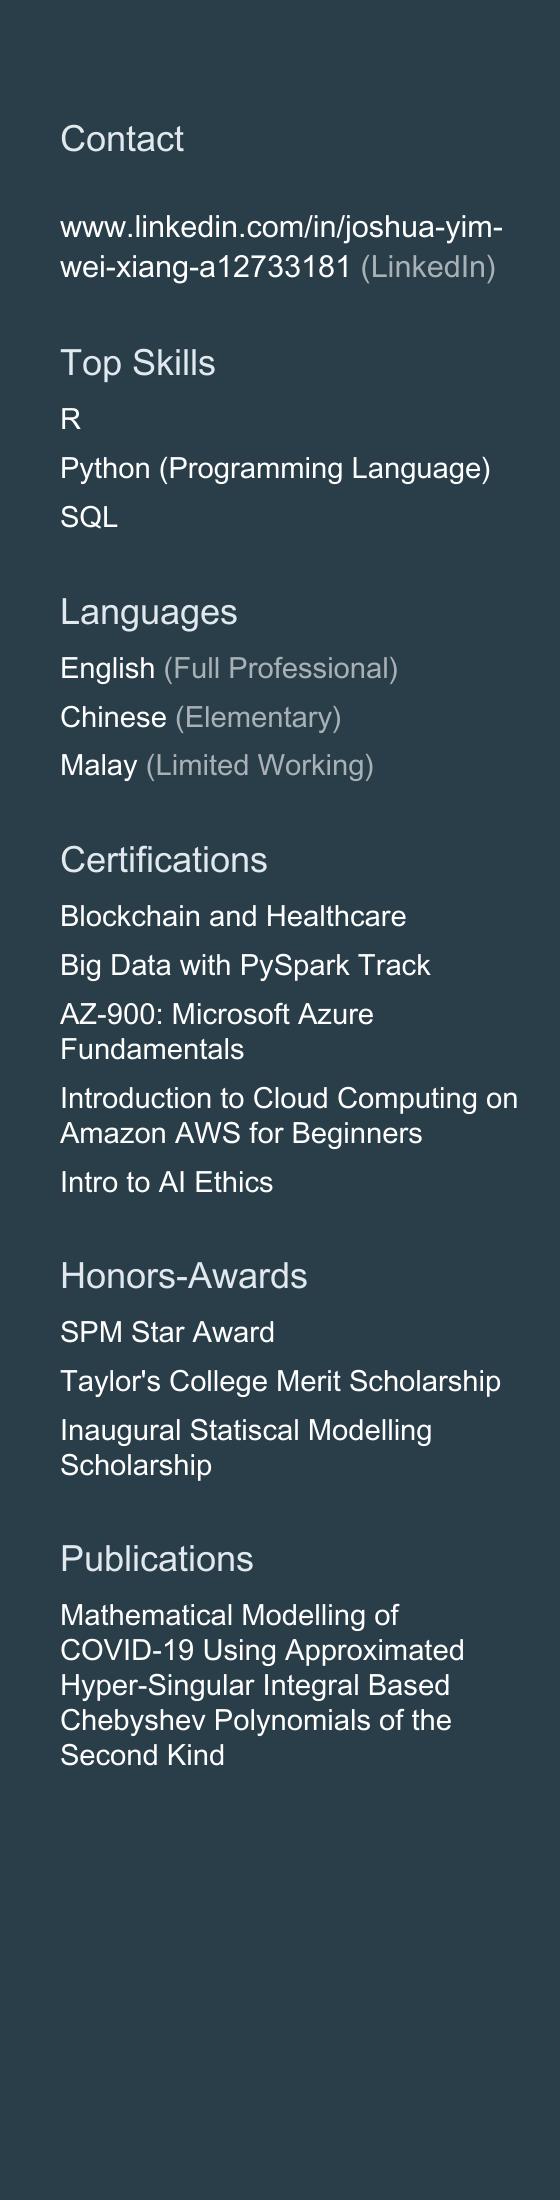 Contact
www.linkedin.com/in/joshua-yim-
wei-xiang-a12733181 (LinkedIn)
Top Skills
R
Python (Programming Language)
SQL
Languages
English (Full Professional)
Chinese (Elementary)
Malay (Limited Working)
Certifications
Blockchain and Healthcare
Big Data with PySpark Track
AZ-900: Microsoft Azure
Fundamentals
Introduction to Cloud Computing on
Amazon AWS for Beginners
Intro to AI Ethics
Honors-Awards
SPM Star Award
Taylor's College Merit Scholarship
Inaugural Statiscal Modelling
Scholarship
Publications
Mathematical Modelling of
COVID-19 Using Approximated
Hyper-Singular Integral Based
Chebyshev Polynomials of the
Second Kind